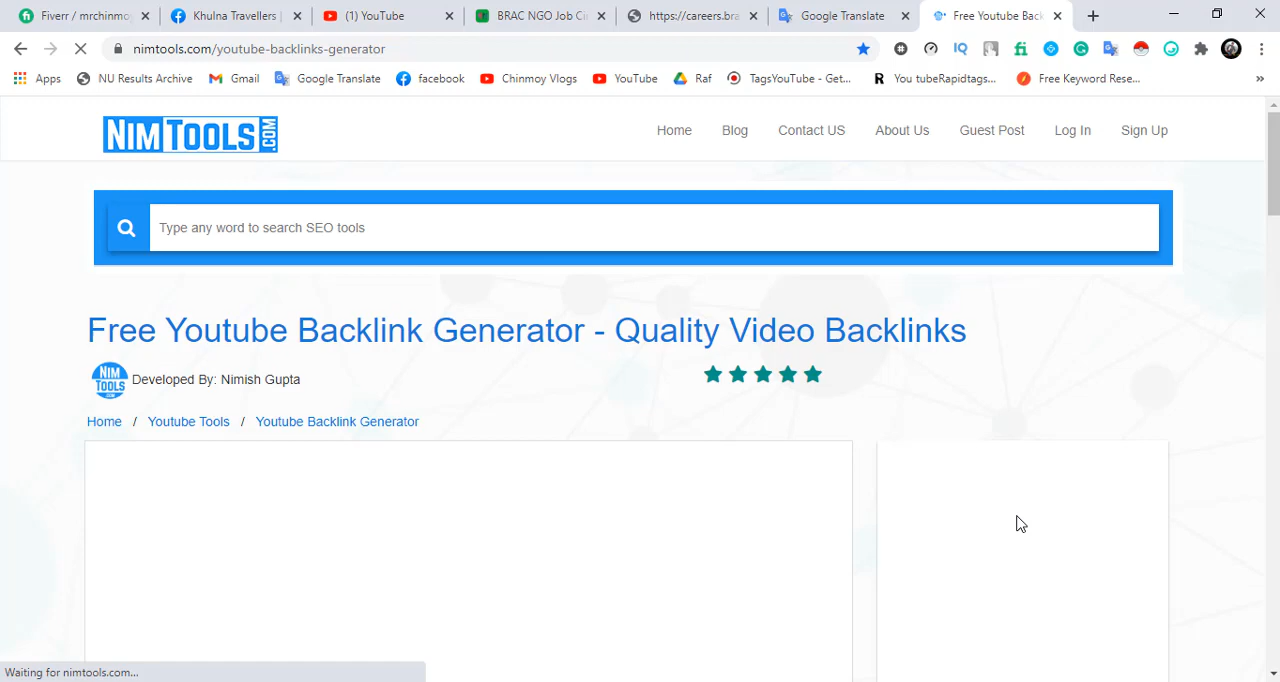 Fiverr / mrchinmoy
Khulna Travellers |
(1) YouTube
BRAC NGO Job Ci
https://careers.bra
Google Translate
Free Youtube Back
nimtools.com/youtube-backlinks-generator
Apps
NU Results Archive
Gmail
Google Translate
facebook
Chinmoy Vlogs
YouTube
Raf
TagsYouTube - Get...
You tubeRapidtags...
Free Keyword Rese...
NIMTOOLS.COM
Home
Blog
Contact US
About Us
Guest Post
Log In
Sign Up
Type any word to search SEO tools
Free Youtube Backlink Generator - Quality Video Backlinks
NIM TOOLS .COM
Developed By: Nimish Gupta
Home / Youtube Tools / Youtube Backlink Generator
Waiting for nimtools.com...